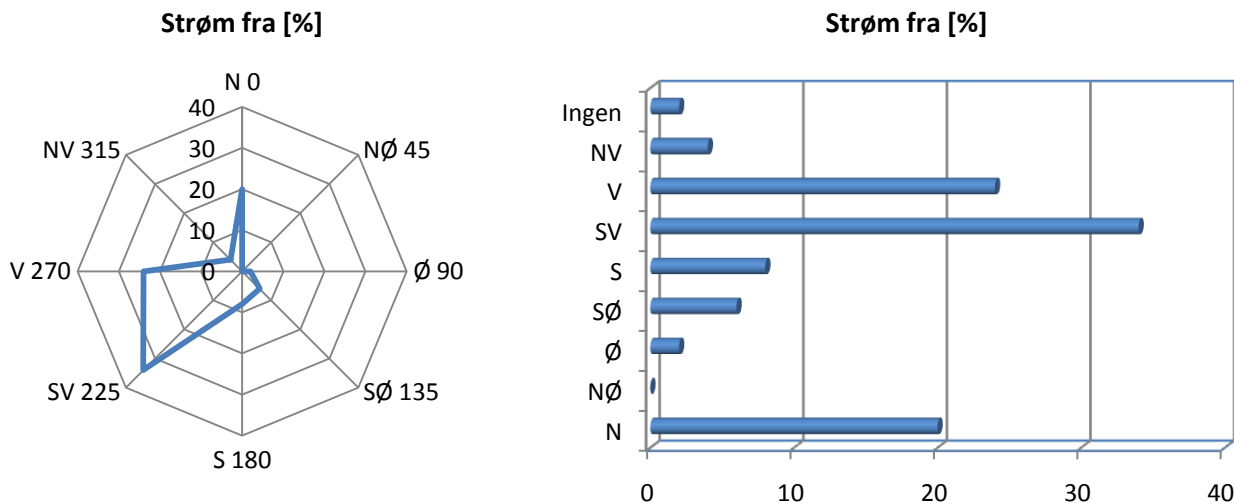 Strøm fra [%]
N 0
40
30
20
10
0
NØ 45
Ø 90
SØ 135
S 180
SV 225
V 270
NV 315
Strøm fra [%]
Ingen
NV
V
SV
S
SØ
Ø
NØ
N
0 10 20 30 40